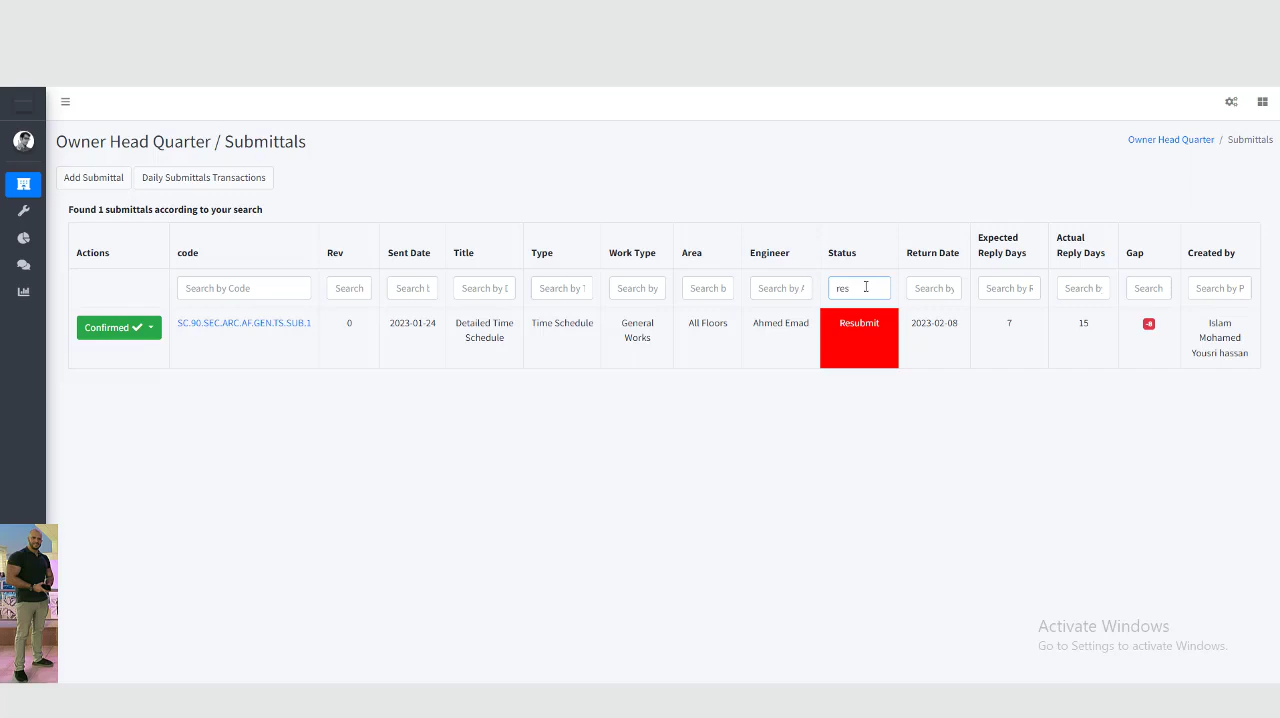 Owner Head Quarter / Submittals
Owner Head Quarter / Submittals
Add Submittal
Daily Submittals Transactions
Found 1 submittals according to your search
Actions code Rev Sent Date Title Type Work Type Area Engineer Status Return Date Expected Reply Days Actual Reply Days Gap Created by
Search by Code Search Search b Search by Search by Search by Search b Search by res Search by Search by R Search by Search Search by P
Confirmed SC.90.SEC.ARC.AF.GEN.TS.SUB.1 0 2023-01-24 Detailed Time Schedule Time Schedule General Works All Floors Ahmed Emad Resubmit 2023-02-08 7 15 -8 Islam Mohamed Yousri hassan
Activate Windows
Go to Settings to activate Windows.